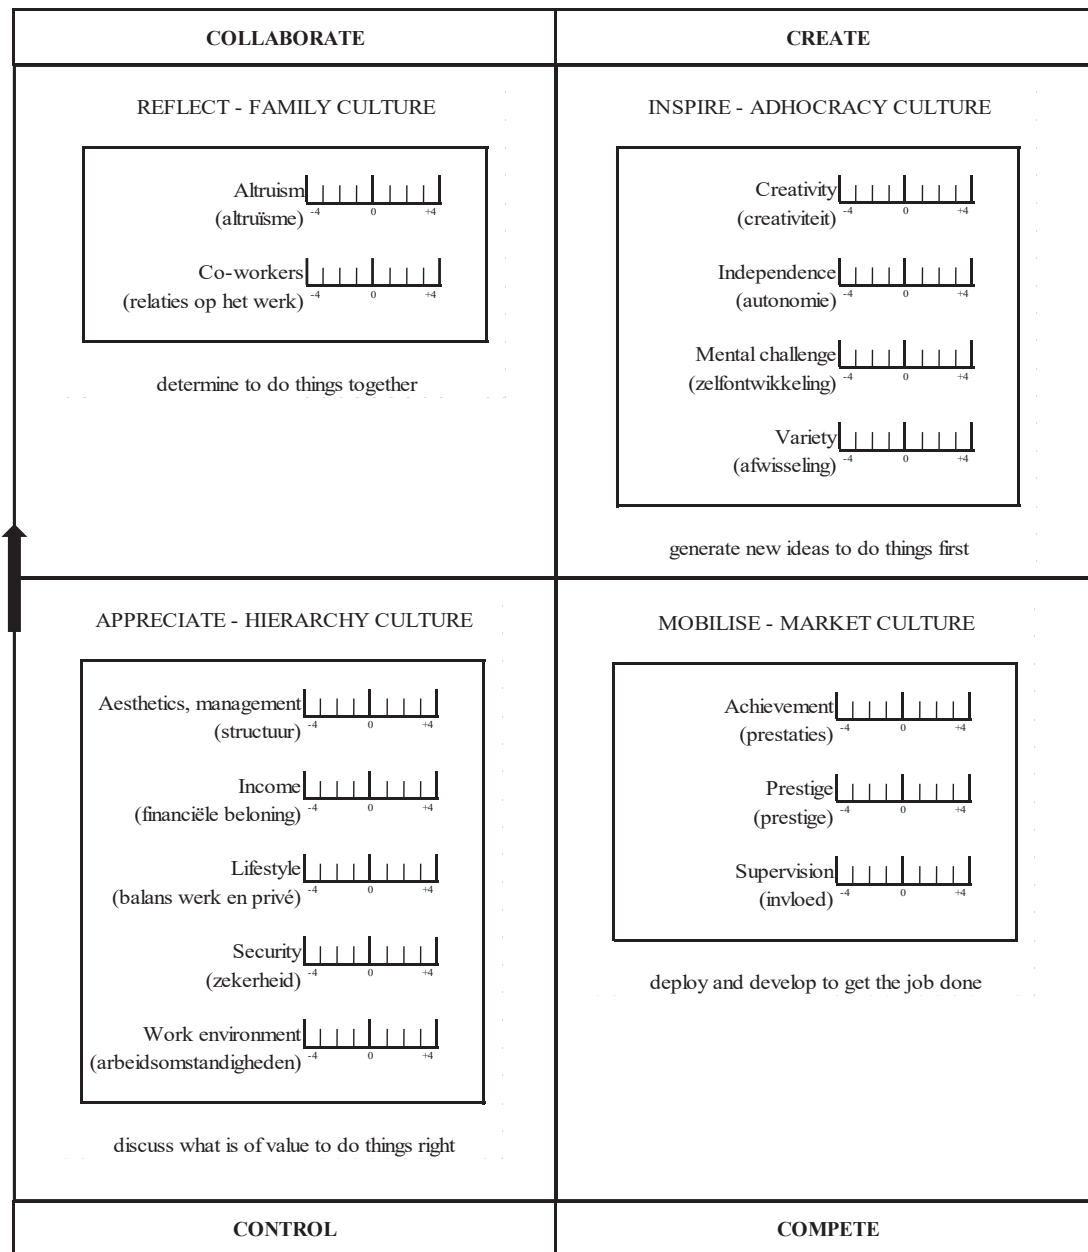 COLLABORATE
CREATE
REFLECT - FAMILY CULTURE
Altruism
(altruïsme)
-4 0 +4
Co-workers
(relaties op het werk)
-4 0 +4
determine to do things together
INSPIRE - ADHOCRACY CULTURE
Creativity
(creativiteit)
-4 0 +4
Independence
(autonomie)
-4 0 +4
Mental challenge
(zelfontwikkeling)
-4 0 +4
Variety
(afwisseling)
-4 0 +4
generate new ideas to do things first
APPRECIATE - HIERARCHY CULTURE
Aesthetics, management
(structuur)
-4 0 +4
Income
(financiële beloning)
-4 0 +4
Lifestyle
(balans werk en privé)
-4 0 +4
Security
(zekerheid)
-4 0 +4
Work environment
(arbeidsomstandigheden)
-4 0 +4
discuss what is of value to do things right
MOBILISE - MARKET CULTURE
Achievement
(prestaties)
-4 0 +4
Prestige
(prestige)
-4 0 +4
Supervision
(invloed)
-4 0 +4
deploy and develop to get the job done
CONTROL
COMPETE